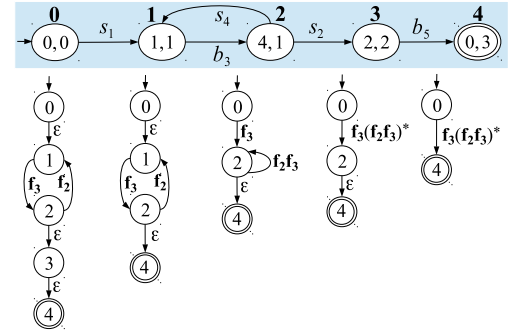 0 1 2 3 4
s4
0, 0 s1 1, 1 b3 4, 1 s2 2, 2 b5 0, 3
0 0 0 0 0
ε ε f3 f3(f2f3)* f3(f2f3)*
1 1 2 f2f3 2 4
f3 f2 f3 f2 ε ε
2 2 4 4
ε ε
3 4
ε
4